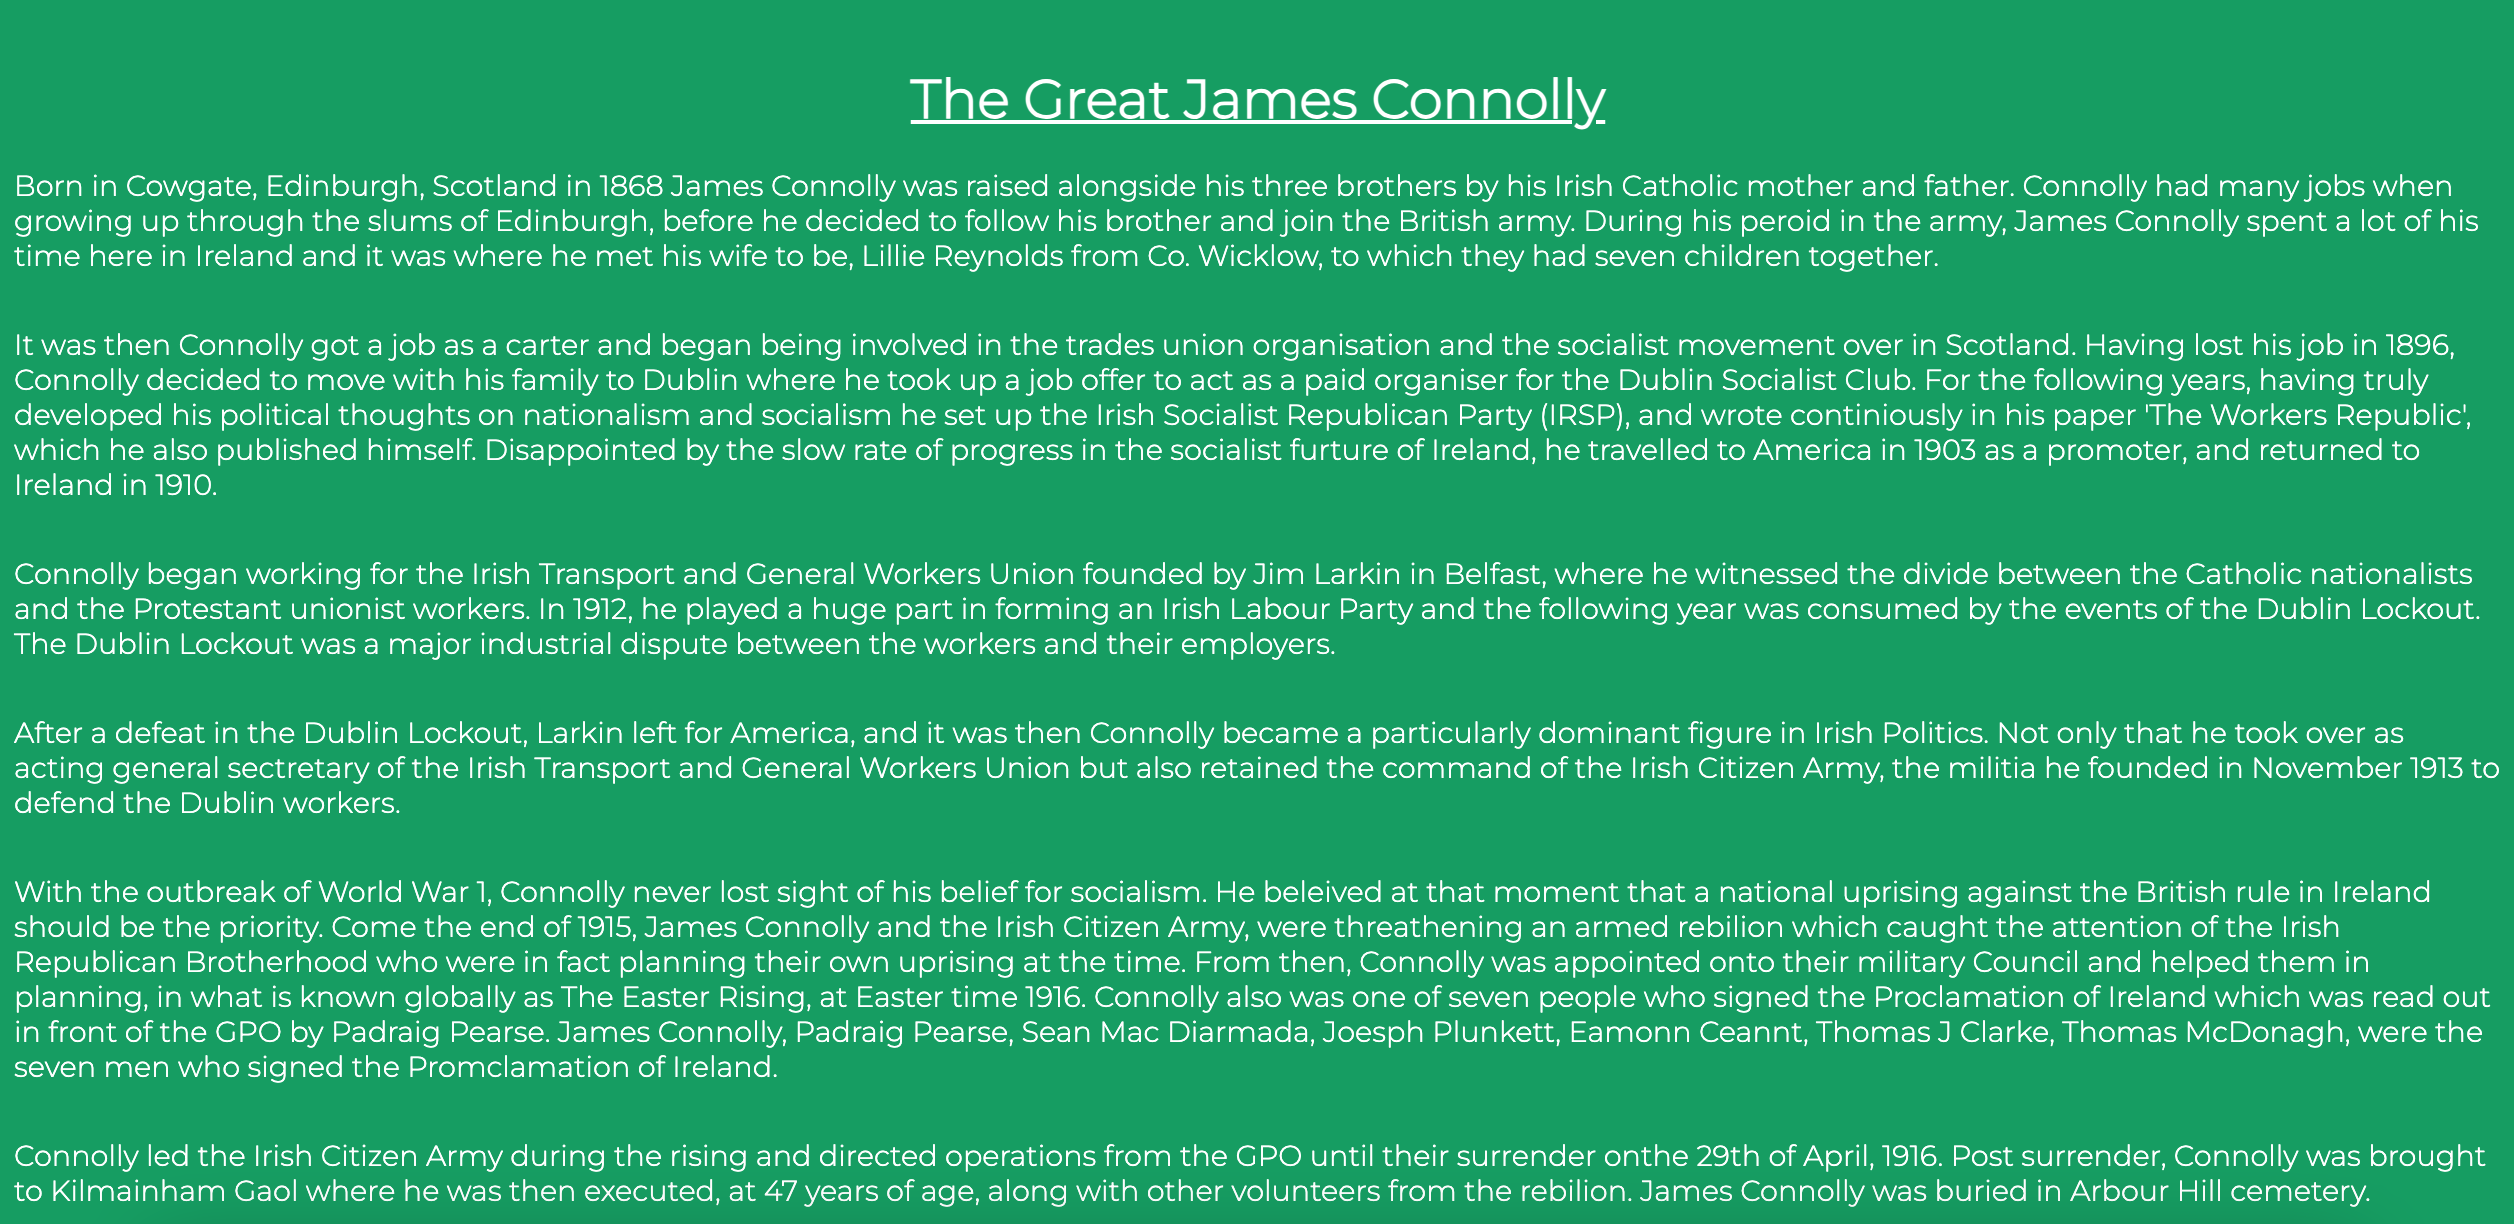 The Great James Connolly
Born in Cowgate, Edinburgh, Scotland in 1868 James Connolly was raised alongside his three brothers by his Irish Catholic mother and father. Connolly had many jobs when
growing up through the slums of Edinburgh, before he decided to follow his brother and join the British army. During his peroid in the army, James Connolly spent a lot of his
time here in Ireland and it was where he met his wife to be, Lillie Reynolds from Co. Wicklow, to which they had seven children together.
It was then Connolly got a job as a carter and began being involved in the trades union organisation and the socialist movement over in Scotland. Having lost his job in 1896,
Connolly decided to move with his family to Dublin where he took up a job offer to act as a paid organiser for the Dublin Socialist Club. For the following years, having truly
developed his political thoughts on nationalism and socialism he set up the Irish Socialist Republican Party (IRSP), and wrote continiously in his paper 'The Workers Republic',
which he also published himself. Disappointed by the slow rate of progress in the socialist furture of Ireland, he travelled to America in 1903 as a promoter, and returned to
Ireland in 1910.
Connolly began working for the Irish Transport and General Workers Union founded by Jim Larkin in Belfast, where he witnessed the divide between the Catholic nationalists
and the Protestant unionist workers. In 1912, he played a huge part in forming an Irish Labour Party and the following year was consumed by the events of the Dublin Lockout.
The Dublin Lockout was a major industrial dispute between the workers and their employers.
After a defeat in the Dublin Lockout, Larkin left for America, and it was then Connolly became a particularly dominant figure in Irish Politics. Not only that he took over as
acting general sectretary of the Irish Transport and General Workers Union but also retained the command of the Irish Citizen Army, the militia he founded in November 1913 to
defend the Dublin workers.
With the outbreak of World War 1, Connolly never lost sight of his belief for socialism. He beleived at that moment that a national uprising against the British rule in Ireland
should be the priority. Come the end of 1915, James Connolly and the Irish Citizen Army, were threathening an armed rebilion which caught the attention of the Irish
Republican Brotherhood who were in fact planning their own uprising at the time. From then, Connolly was appointed onto their military Council and helped them in
planning, in what is known globally as The Easter Rising, at Easter time 1916. Connolly also was one of seven people who signed the Proclamation of Ireland which was read out
in front of the GPO by Padraig Pearse. James Connolly, Padraig Pearse, Sean Mac Diarmada, Joesph Plunkett, Eamonn Ceannt, Thomas J Clarke, Thomas McDonagh, were the
seven men who signed the Promclamation of Ireland.
Connolly led the Irish Citizen Army during the rising and directed operations from the GPO until their surrender onthe 29th of April, 1916. Post surrender, Connolly was brought
to Kilmainham Gaol where he was then executed, at 47 years of age, along with other volunteers from the rebilion. James Connolly was buried in Arbour Hill cemetery.